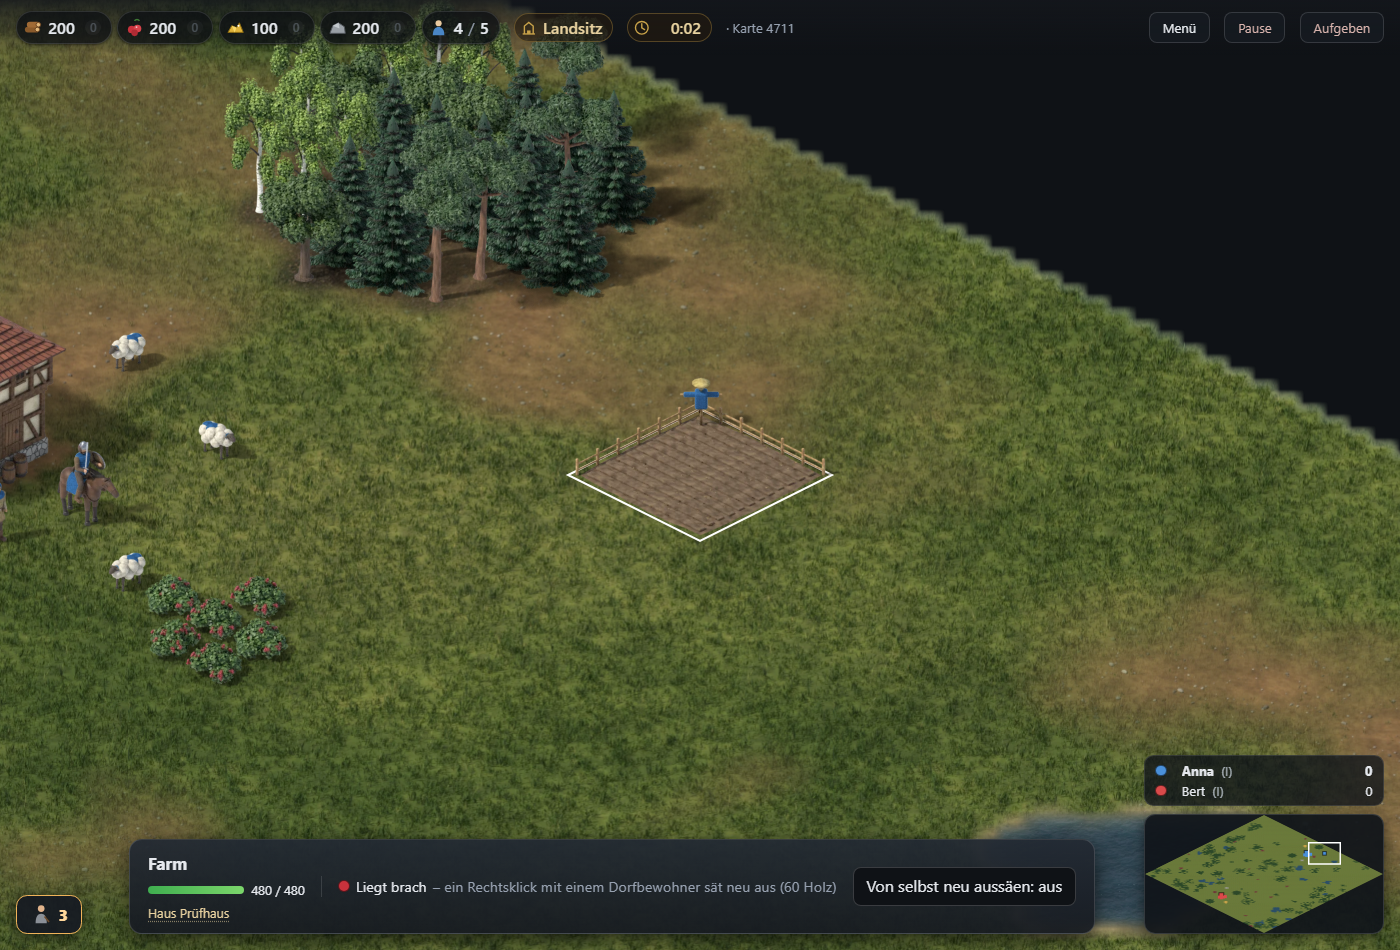 200 0 200 0 100 0 200 0 4 / 5 Landsitz 0:02 · Karte 4711 Menü Pause Aufgeben
Anna (I) 0
Bert (I) 0
Farm
480 / 480 Liegt brach – ein Rechtsklick mit einem Dorfbewohner sät neu aus (60 Holz) Von selbst neu aussäen: aus
Haus Prüfhaus
3